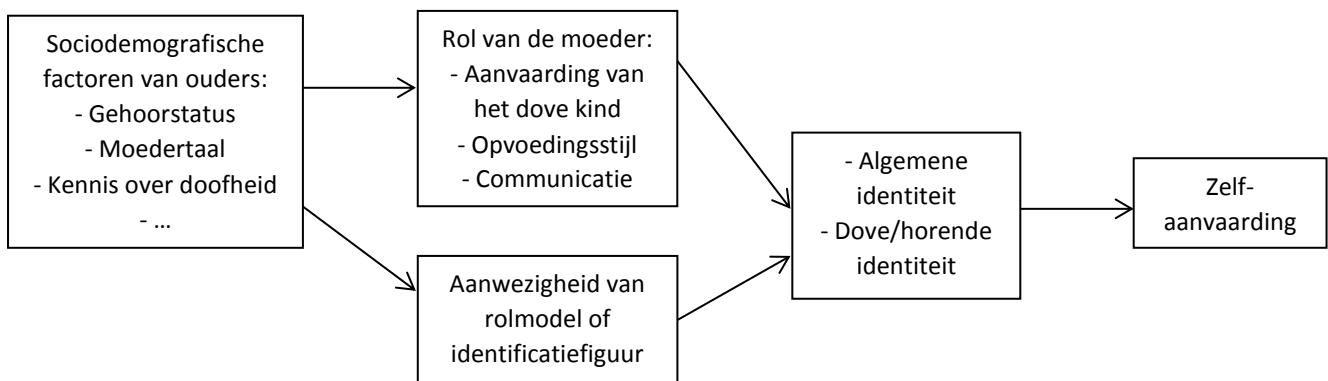 Sociodemografische
factoren van ouders:
- Gehoorstatus
- Moedertaal
- Kennis over doofheid
- ...
Rol van de moeder:
- Aanvaarding van
het dove kind
- Opvoedingsstijl
- Communicatie
Aanwezigheid van
rolmodel of
identificatiefiguur
- Algemene
identiteit
- Dove/horende
identiteit
Zelf-
aanvaarding